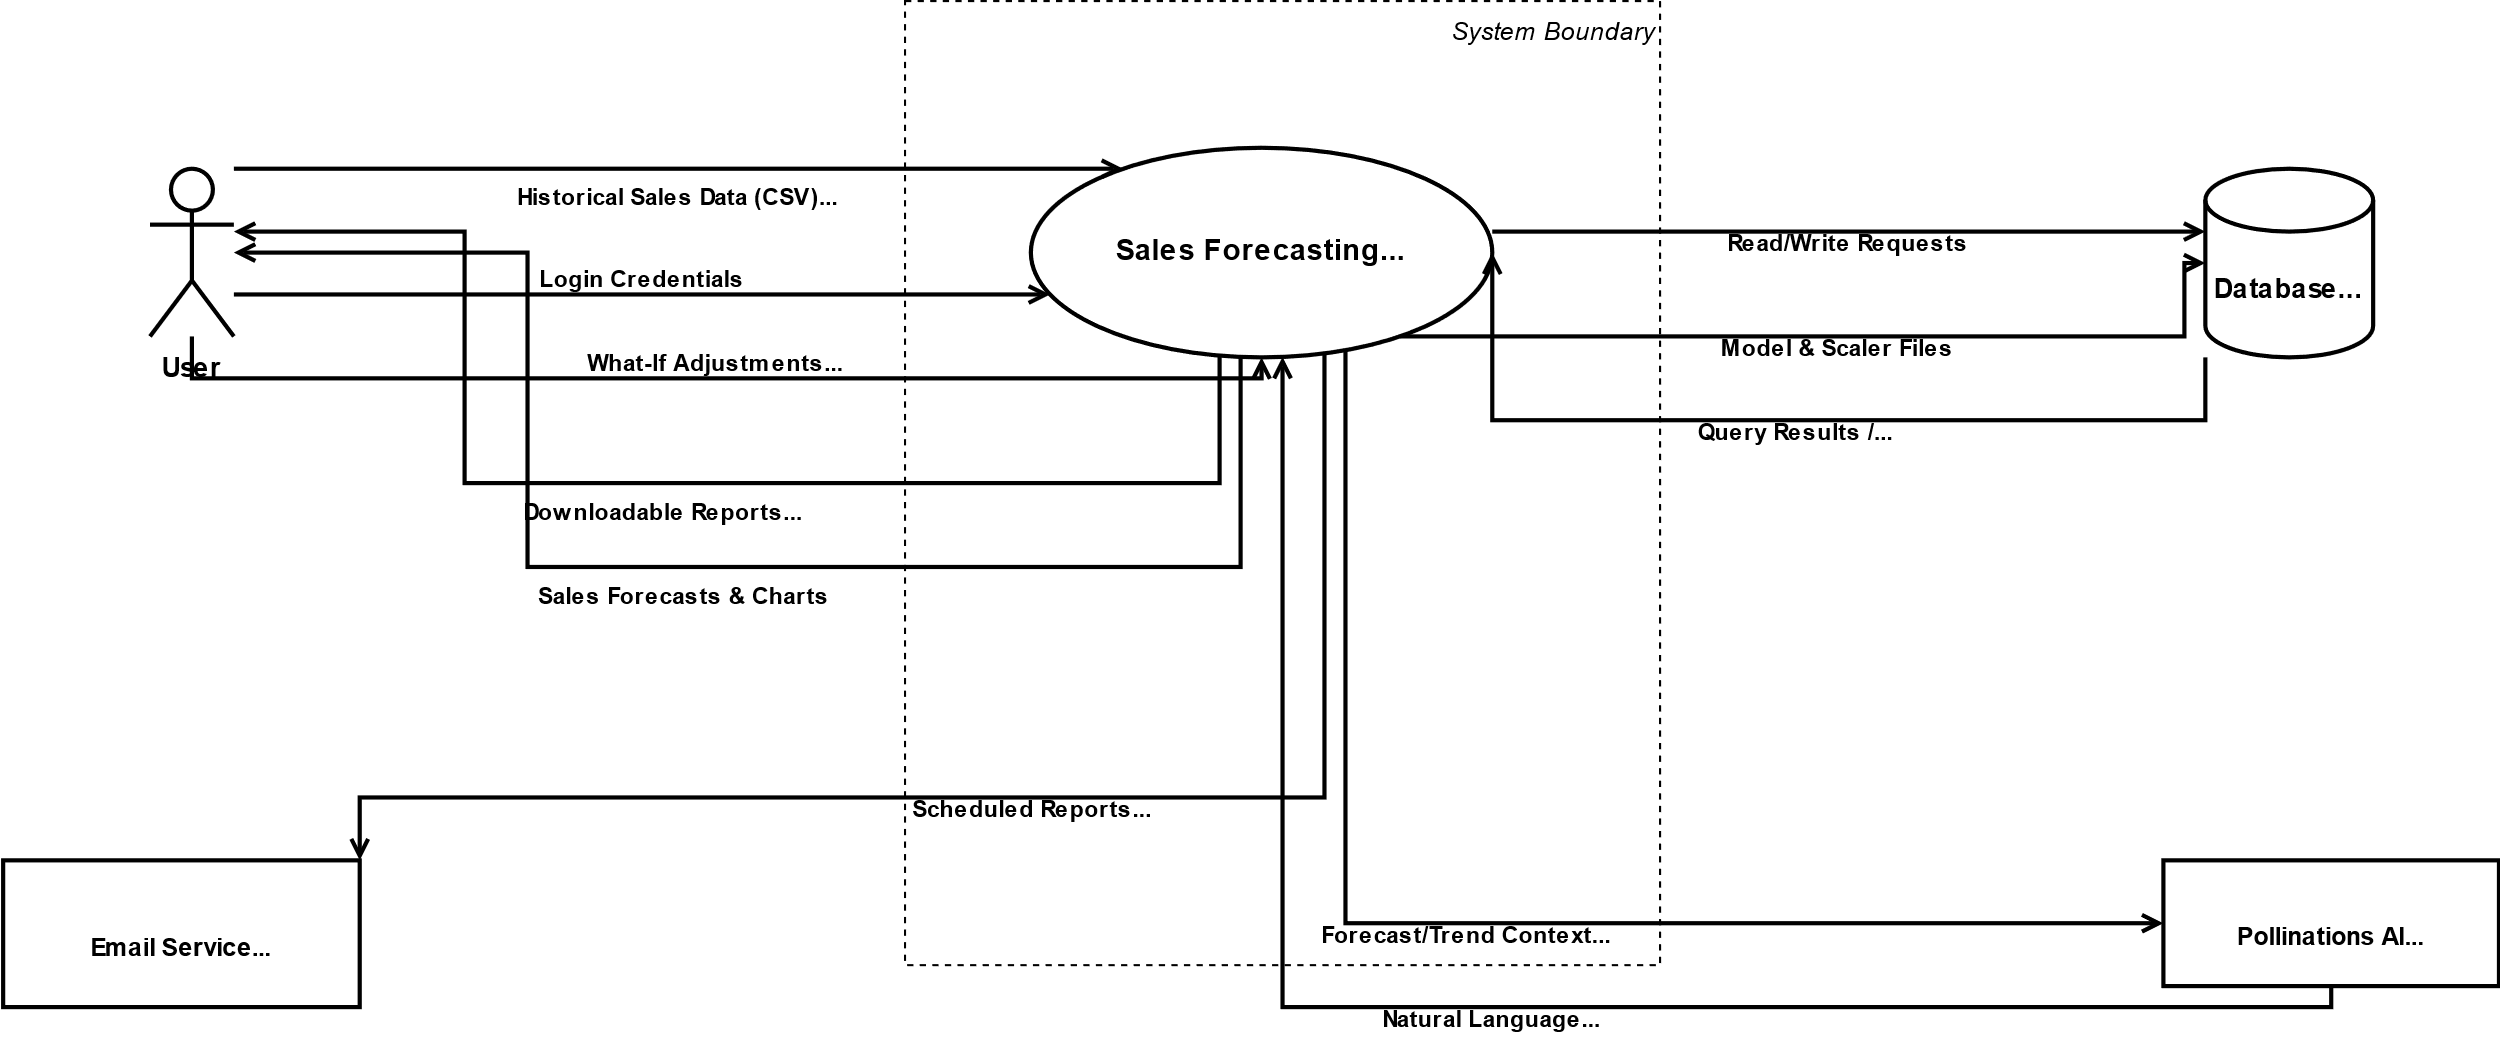 System Boundary
Historical Sales Data (CSV)...
Sales Forecasting...
Read/Write Requests
Login Credentials
Database...
User
What-If Adjustments...
Model & Scaler Files
Query Results /...
Downloadable Reports...
Sales Forecasts & Charts
Scheduled Reports...
Email Service...
Forecast/Trend Context...
Pollinations AI...
Natural Language...